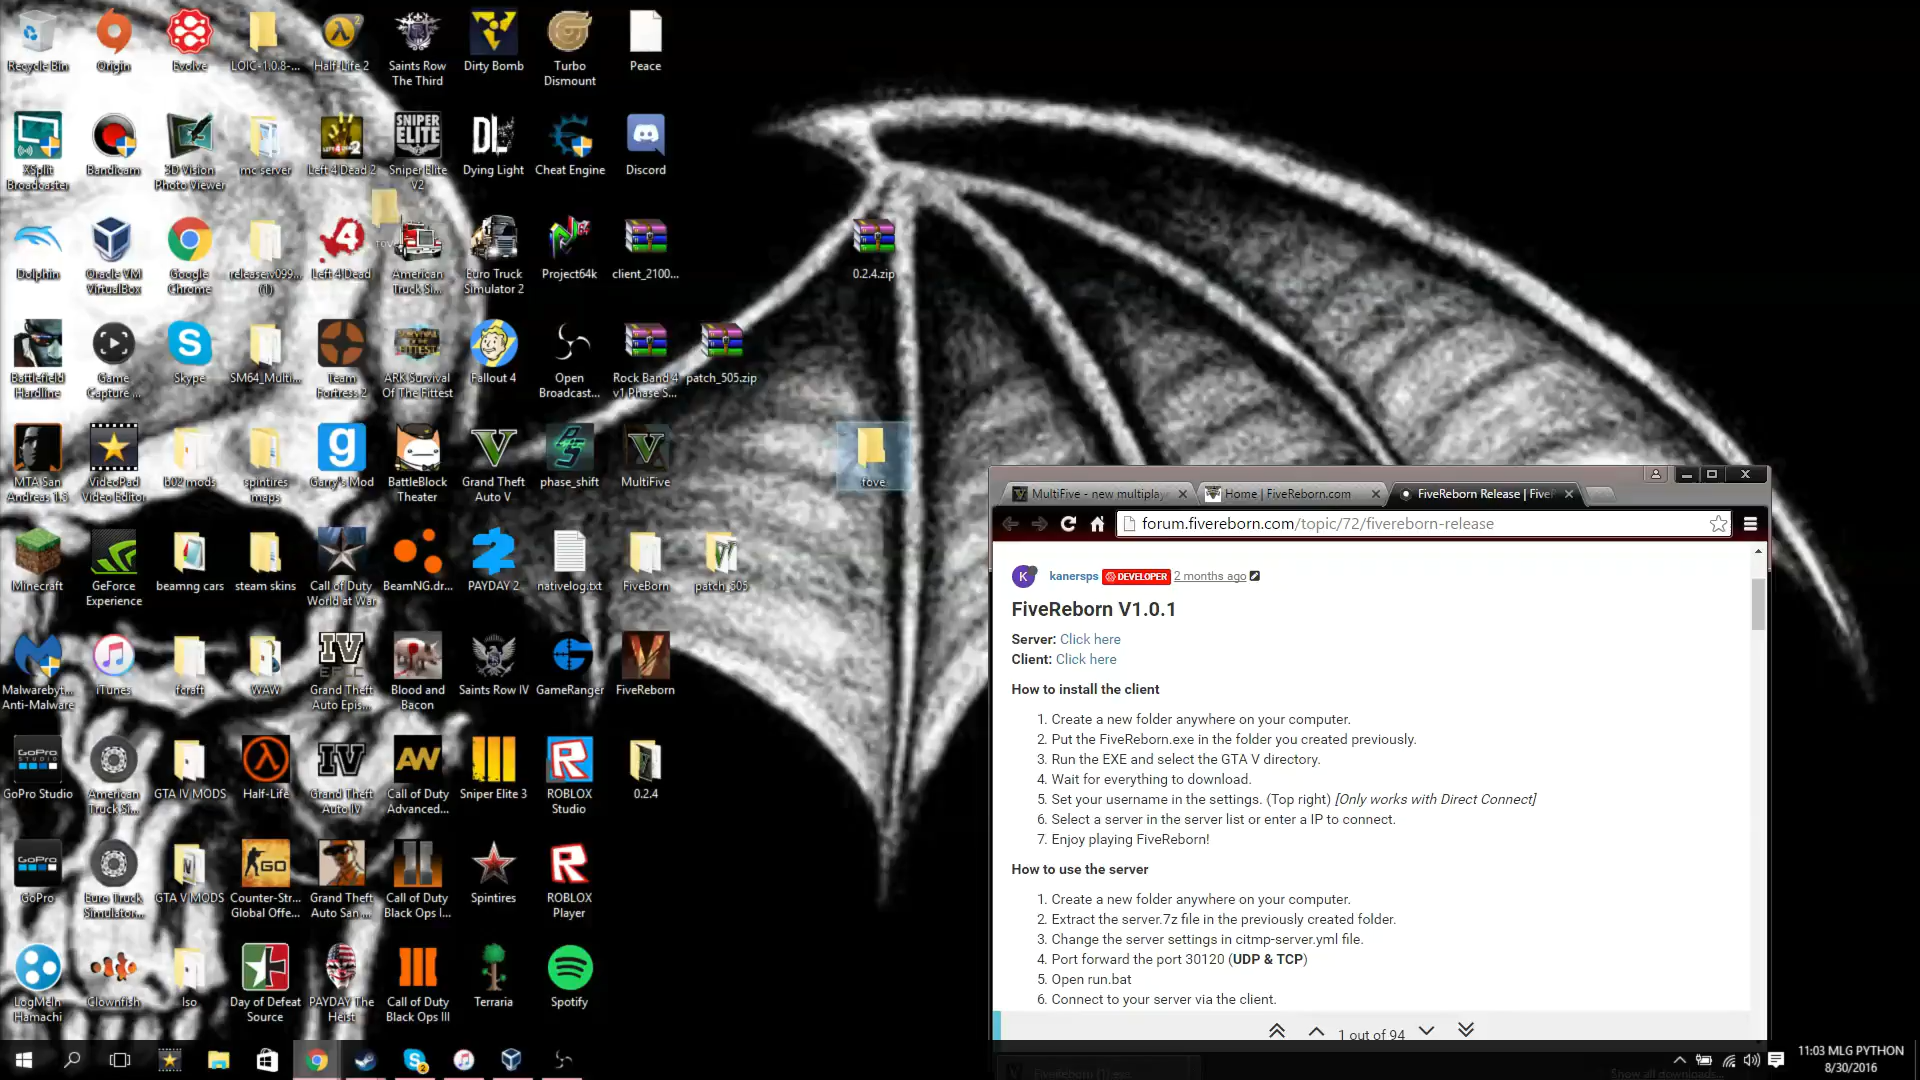 Recycle Bin
Origin
Evolve
LOIC-1.0.8-...
Half-Life 2
Saints Row
The Third
Dirty Bomb
Turbo
Dismount
Peace
XSplit
Broadcaster
Bandicam
3D Vision
Photo Viewer
mc server
Left 4 Dead 2
SNIPER
ELITE
Sniper Elite
V2
Dying Light
Cheat Engine
Discord
Dolphin
Oracle VM
VirtualBox
Google
Chrome
release.v099...
(1)
Left 4 Dead
American
Truck Si...
Euro Truck
Simulator 2
Project64k
client_2100...
0.2.4.zip
Battlefield
Hardline
Game
Capture ...
Skype
SM64_Multi...
Team
Fortress 2
ARK Survival
Of The Fittest
Fallout 4
Open
Broadcast...
Rock Band 4
v1 Phase S...
patch_505.zip
MTA San
Andreas 1.5
VideoPad
Video Editor
b02 mods
spintires
maps
Garry's Mod
BattleBlock
Theater
Grand Theft
Auto V
phase_shift
MultiFive
fove
Minecraft
GeForce
Experience
beamng cars
steam skins
Call of Duty
World at War
BeamNG.dr...
PAYDAY 2
nativelog.txt
FiveBorn
patch_505
Malwarebyt...
Anti-Malware
iTunes
fcraft
WAW
Grand Theft
Auto Epis...
Blood and
Bacon
Saints Row IV
GameRanger
FiveReborn
GoPro Studio
American
Truck Si...
GTA IV MODS
Half-Life
Grand Theft
Auto IV
Call of Duty
Advanced...
Sniper Elite 3
ROBLOX
Studio
0.2.4
GoPro
Euro Truck
Simulator...
GTA V MODS
Counter-Str...
Global Offe...
Grand Theft
Auto San ...
Call of Duty
Black Ops I...
Spintires
ROBLOX
Player
LogMeIn
Hamachi
Clownfish
Iso
Day of Defeat
Source
PAYDAY The
Heist
Call of Duty
Black Ops III
Terraria
Spotify
MultiFive - new multiplay
Home | FiveReborn.com
FiveReborn Release | FiveR
forum.fivereborn.com/topic/72/fivereborn-release
K kanersps DEVELOPER 2 months ago
FiveReborn V1.0.1
Server: Click here
Client: Click here
How to install the client
1. Create a new folder anywhere on your computer.
2. Put the FiveReborn.exe in the folder you created previously.
3. Run the EXE and select the GTA V directory.
4. Wait for everything to download.
5. Set your username in the settings. (Top right) [Only works with Direct Connect]
6. Select a server in the server list or enter a IP to connect.
7. Enjoy playing FiveReborn!
How to use the server
1. Create a new folder anywhere on your computer.
2. Extract the server.7z file in the previously created folder.
3. Change the server settings in citmp-server.yml file.
4. Port forward the port 30120 (UDP & TCP)
5. Open run.bat
6. Connect to your server via the client.
1 out of 94
FiveReborn (1).exe
Show all downloads...
11:03 MLG PYTHON
8/30/2016